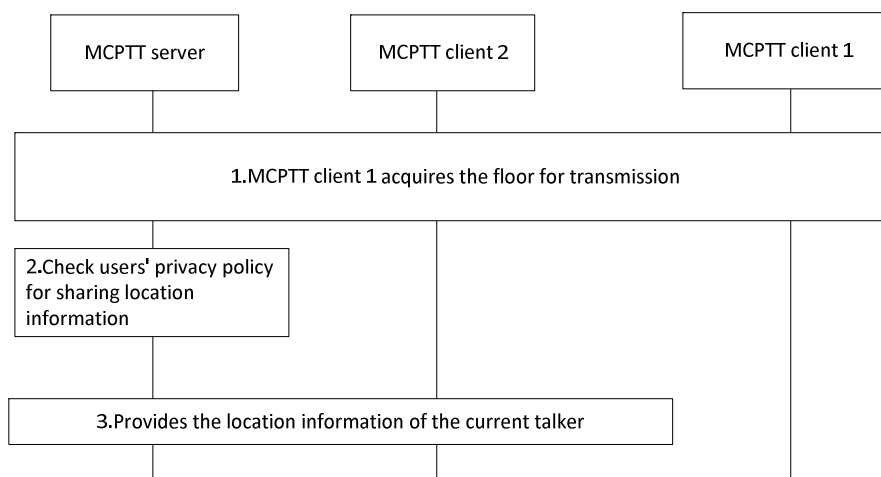 MCPTT server
MCPTT client 2
MCPTT client 1
1.MCPTT client 1 acquires the floor for transmission
2.Check users' privacy policy
for sharing location
information
3.Provides the location information of the current talker